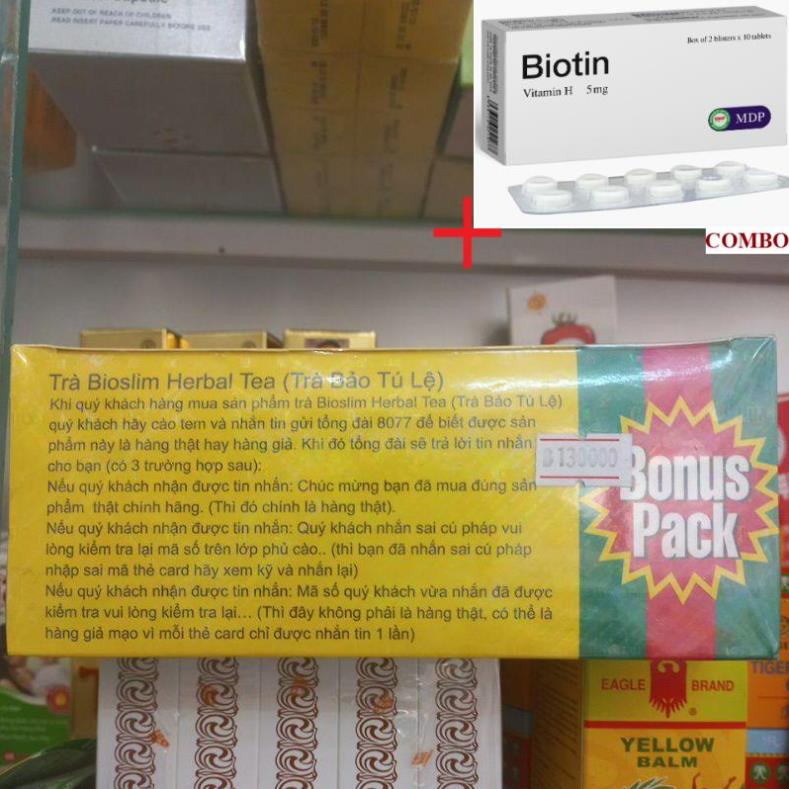 KEEP OUT OF REACH OF CHILDREN
READ INSERT PAPER CAREFULLY BEFORE USE
Box of 2 blisters x 10 tablets
Biotin
Vitamin H 5mg
MDP
COMBO
Trà Bioslim Herbal Tea (Trà Bảo Tú Lệ)
Khi quý khách hàng mua sản phẩm trà Bioslim Herbal Tea (Trà Bảo Tú Lệ)
quý khách hãy cào tem và nhắn tin gửi tổng đài 8077 để biết được sản
phẩm này là hàng thật hay hàng giả. Khi đó tổng đài sẽ trả lời tin nhắn
cho bạn (có 3 trường hợp sau):
Nếu quý khách nhận được tin nhắn: Chúc mừng bạn đã mua đúng sản
phẩm thật chính hãng. (Thì đó chính là hàng thật).
Nếu quý khách nhận được tin nhắn: Quý khách nhắn sai cú pháp vui
lòng kiểm tra lại mã số trên lớp phủ cào.. (thì bạn đã nhắn sai cú pháp
nhập sai mã thẻ card hãy xem kỹ và nhắn lại)
Nếu quý khách nhận được tin nhắn: Mã số quý khách vừa nhắn đã được
kiểm tra vui lòng kiểm tra lại... (Thì đây không phải là hàng thật, có thể là
hàng giả mạo vì mỗi thẻ card chỉ được nhắn tin 1 lần)
130000
Bonus
Pack
EAGLE BRAND
YELLOW
BALM
TIGE